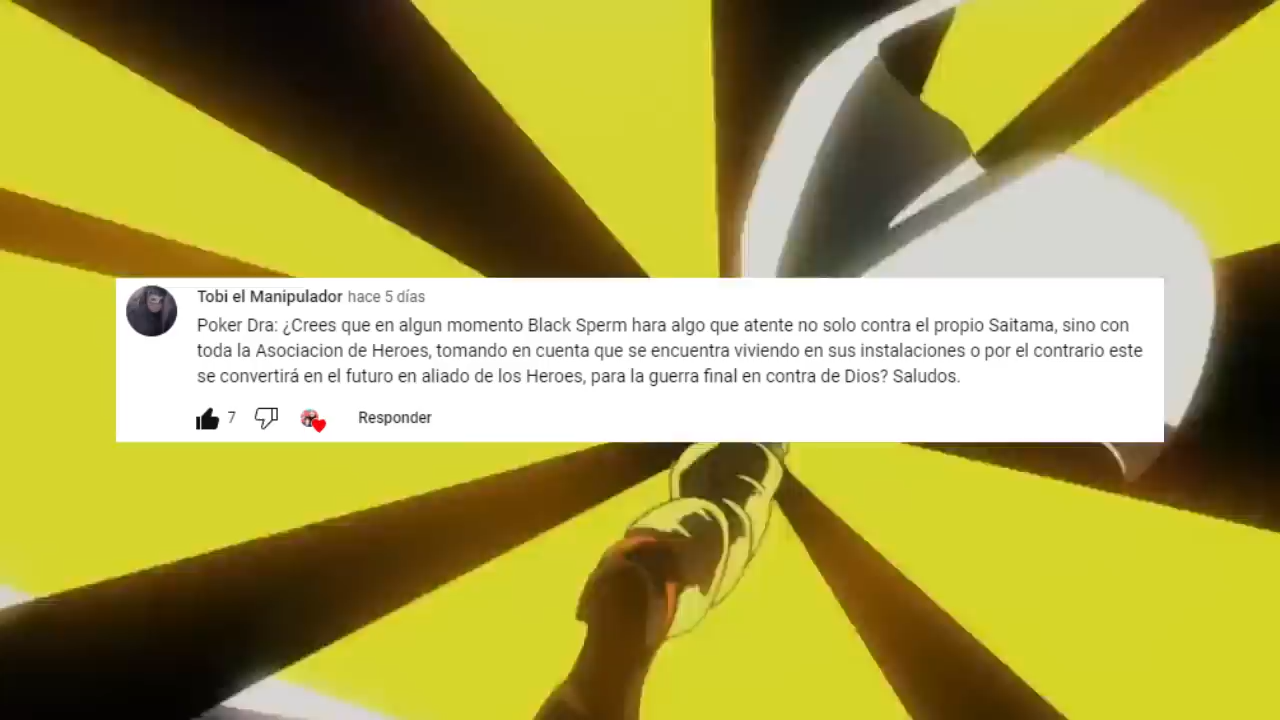 Tobi el Manipulador hace 5 días
Poker Dra: ¿Crees que en algun momento Black Sperm hara algo que atente no solo contra el propio Saitama, sino con
toda la Asociacion de Heroes, tomando en cuenta que se encuentra viviendo en sus instalaciones o por el contrario este
se convertirá en el futuro en aliado de los Heroes, para la guerra final en contra de Dios? Saludos.
7 Responder